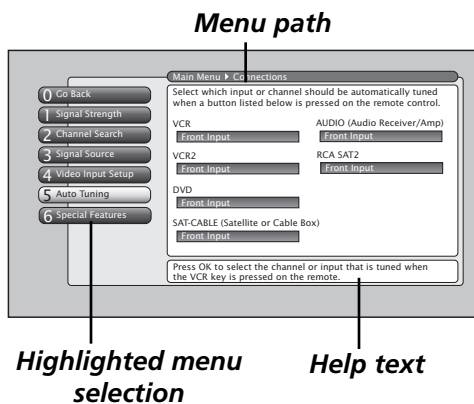 Menu path
Main Menu ▸ Connections
0 Go Back
1 Signal Strength
2 Channel Search
3 Signal Source
4 Video Input Setup
5 Auto Tuning
6 Special Features
Select which input or channel should be automatically tuned
when a button listed below is pressed on the remote control.
VCR
Front Input
AUDIO (Audio Receiver/Amp)
Front Input
VCR2
Front Input
RCA SAT2
Front Input
DVD
Front Input
SAT-CABLE (Satellite or Cable Box)
Front Input
Press OK to select the channel or input that is tuned when
the VCR key is pressed on the remote.
Highlighted menu
selection
Help text